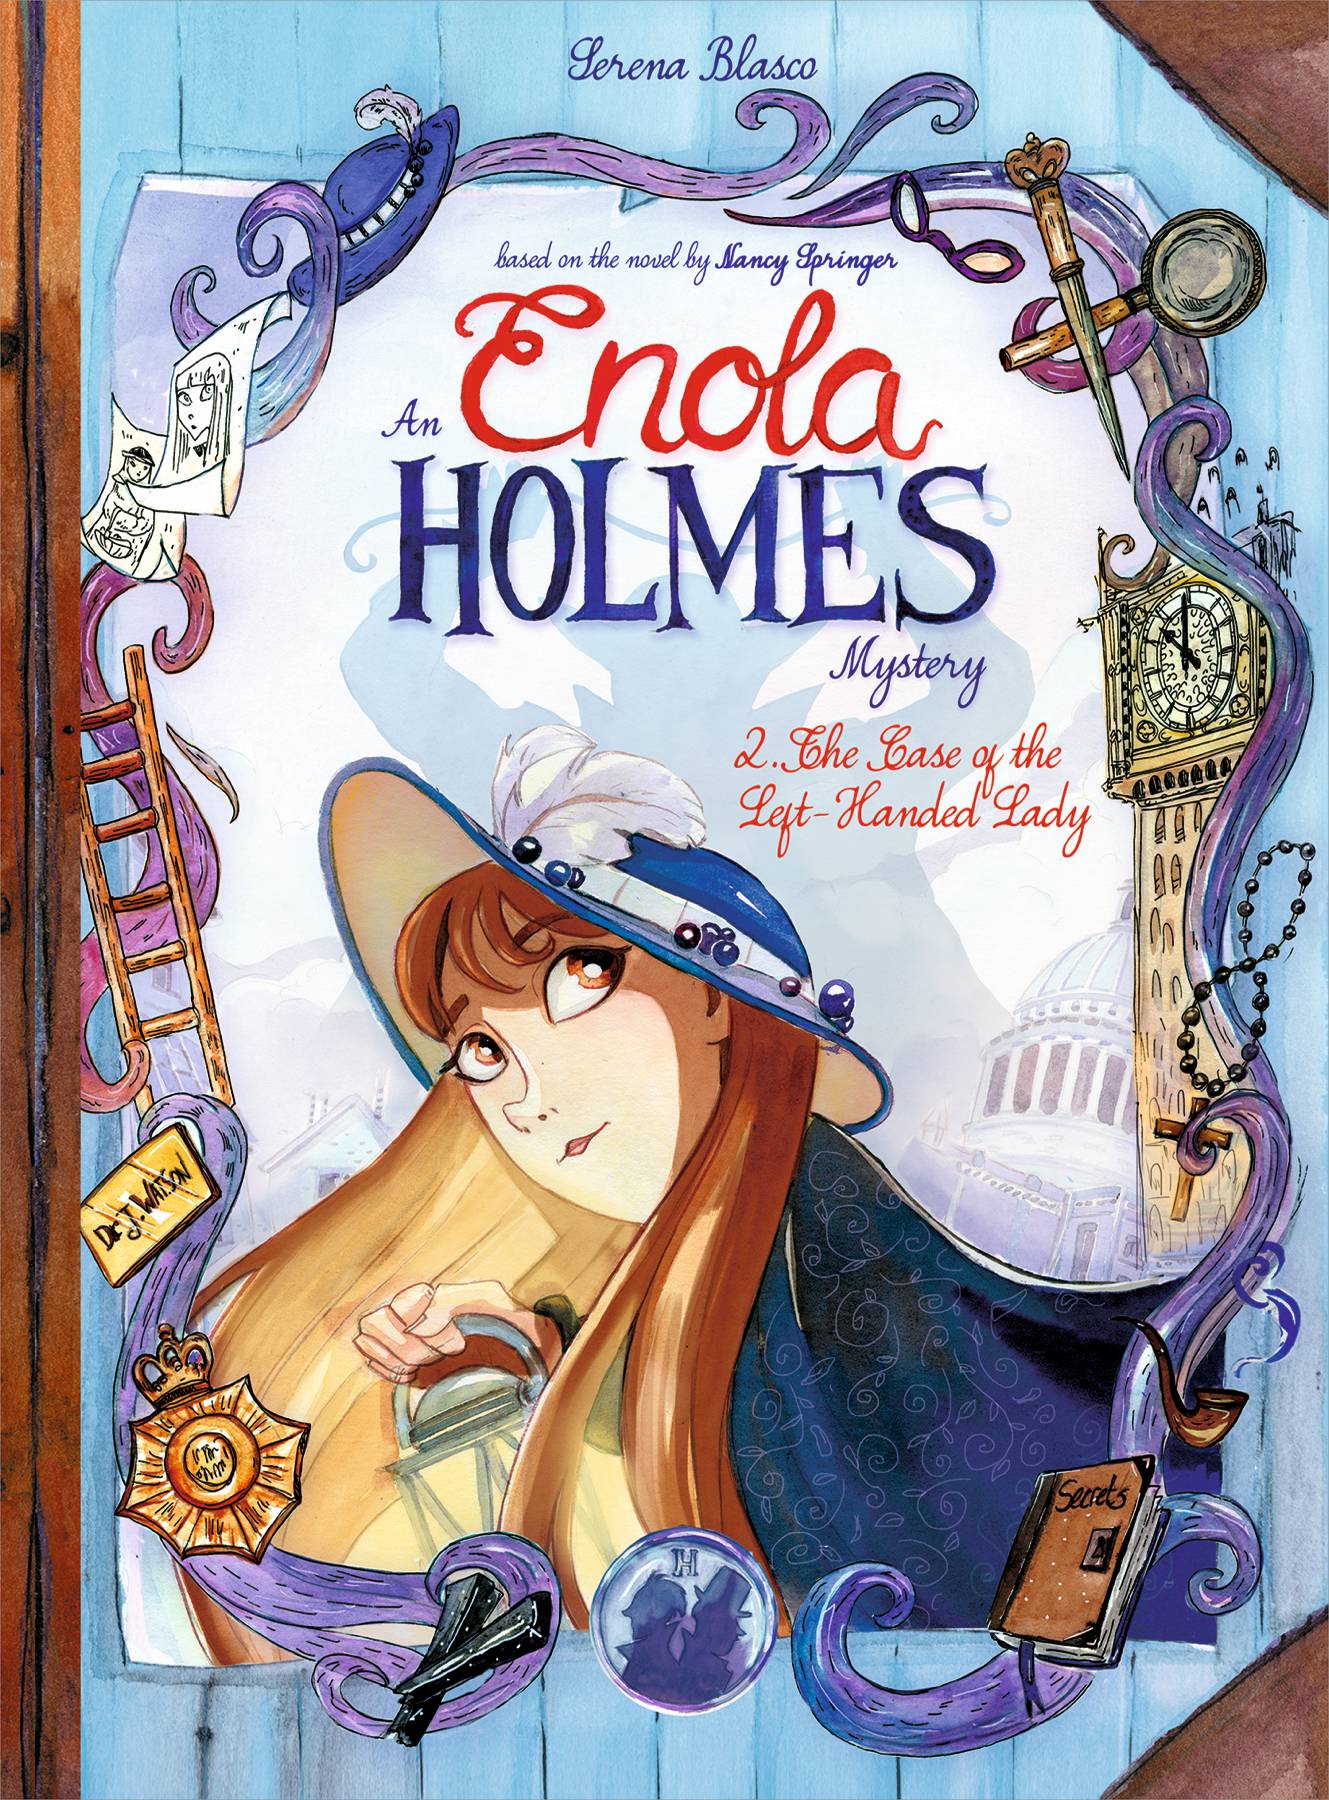 Serena Blasco
based on the novel by Nancy Springer
An Enola
HOLMES
Mystery
2. The Case of the
Left-Handed Lady
Dr J. WATSON
H
Secrets